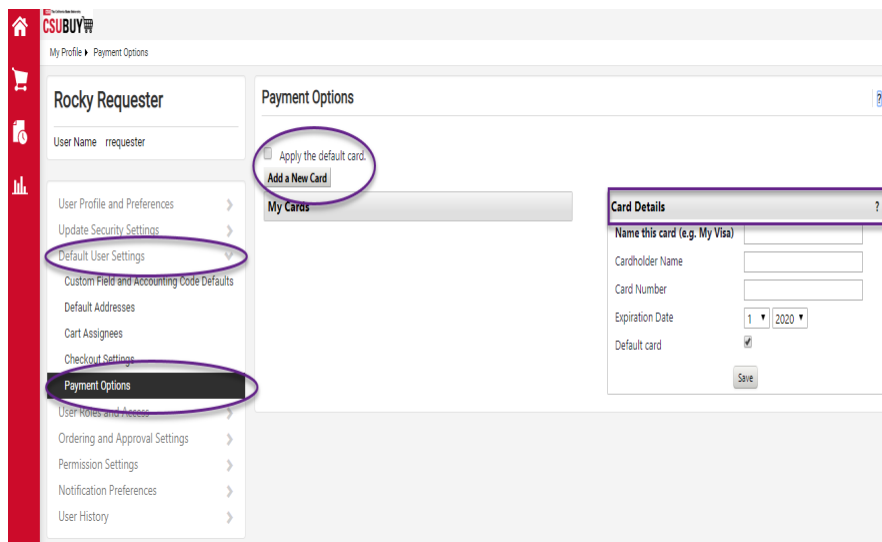 CSUBUY
My Profile Payment Options
Rocky Requester
User Name rrequester
User Profile and Preferences
Update Security Settings
Default User Settings
Custom Field and Accounting Code Defaults
Default Addresses
Cart Assignees
Checkout Settings
Payment Options
User Roles and Access
Ordering and Approval Settings
Permission Settings
Notification Preferences
User History
Payment Options
?
Apply the default card.
Add a New Card
My Cards
Card Details ?
Name this card (e.g. My Visa)
Cardholder Name
Card Number
Expiration Date 1 2020
Default card
Save